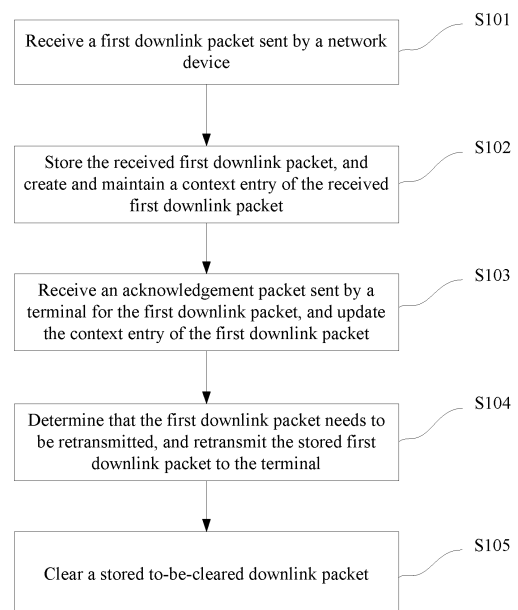 S101
Receive a first downlink packet sent by a network
device
S102
Store the received first downlink packet, and
create and maintain a context entry of the received
first downlink packet
S103
Receive an acknowledgement packet sent by a
terminal for the first downlink packet, and update
the context entry of the first downlink packet
S104
Determine that the first downlink packet needs to
be retransmitted, and retransmit the stored first
downlink packet to the terminal
S105
Clear a stored to-be-cleared downlink packet